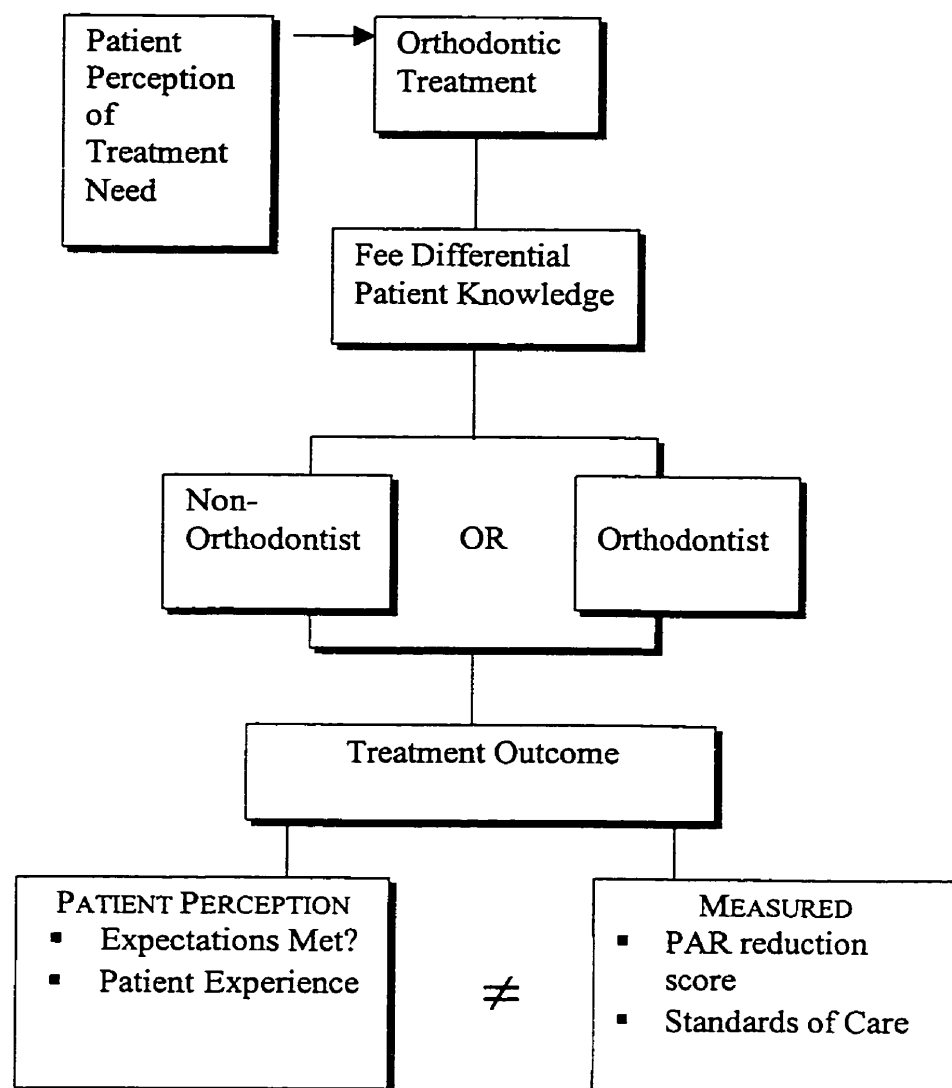 Patient
Perception
of
Treatment
Need
Orthodontic
Treatment
Fee Differential
Patient Knowledge
Non-
Orthodontist
OR
Orthodontist
Treatment Outcome
PATIENT PERCEPTION
▪ Expectations Met?
▪ Patient Experience
≠
MEASURED
▪ PAR reduction
score
▪ Standards of Care